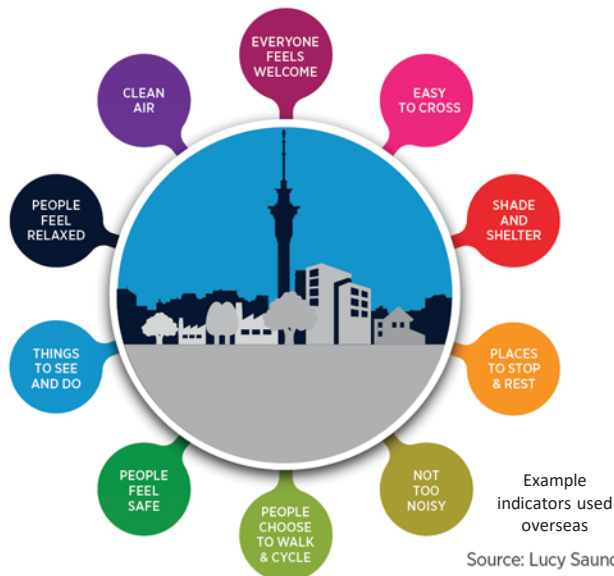 EVERYONE
FEELS
WELCOME
EASY
TO CROSS
SHADE
AND
SHELTER
PLACES
TO STOP
& REST
NOT
TOO
NOISY
PEOPLE
CHOOSE
TO WALK
& CYCLE
PEOPLE
FEEL
SAFE
THINGS
TO SEE
AND DO
PEOPLE
FEEL
RELAXED
CLEAN
AIR
Example
indicators used
overseas
Source: Lucy Saund